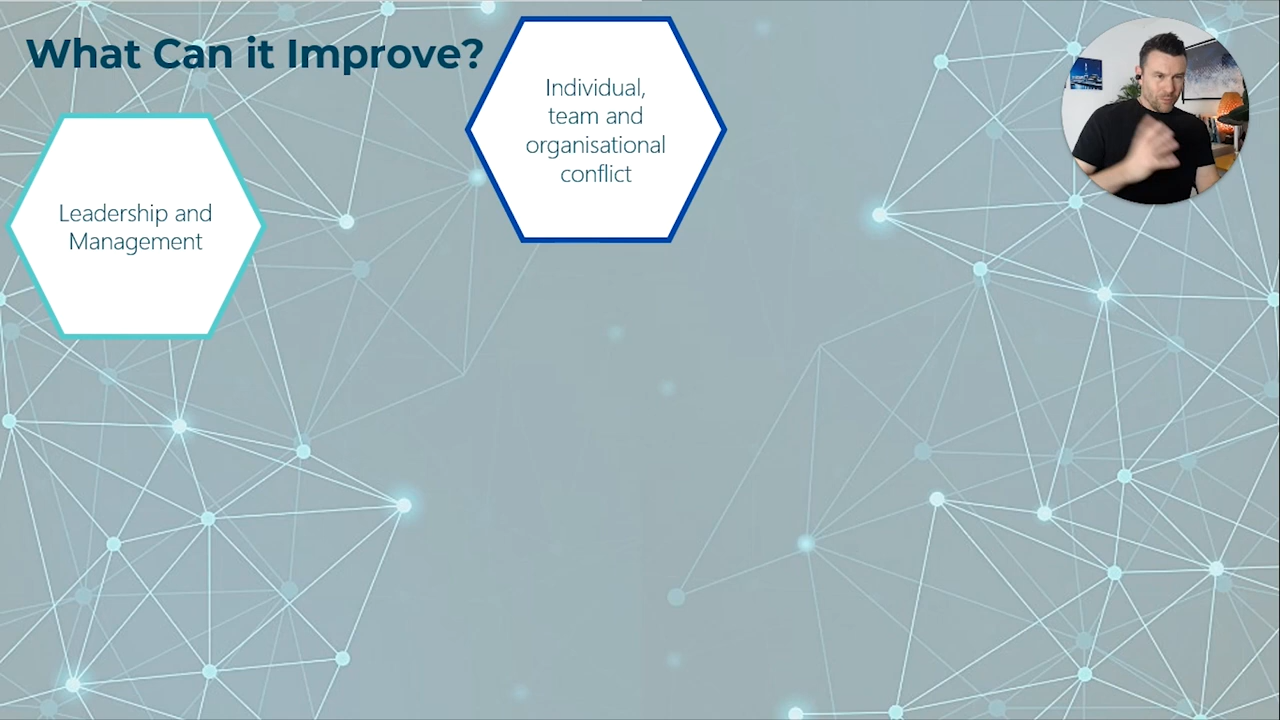 What Can it Improve?
Individual,
team and
organisational
conflict
Leadership and
Management